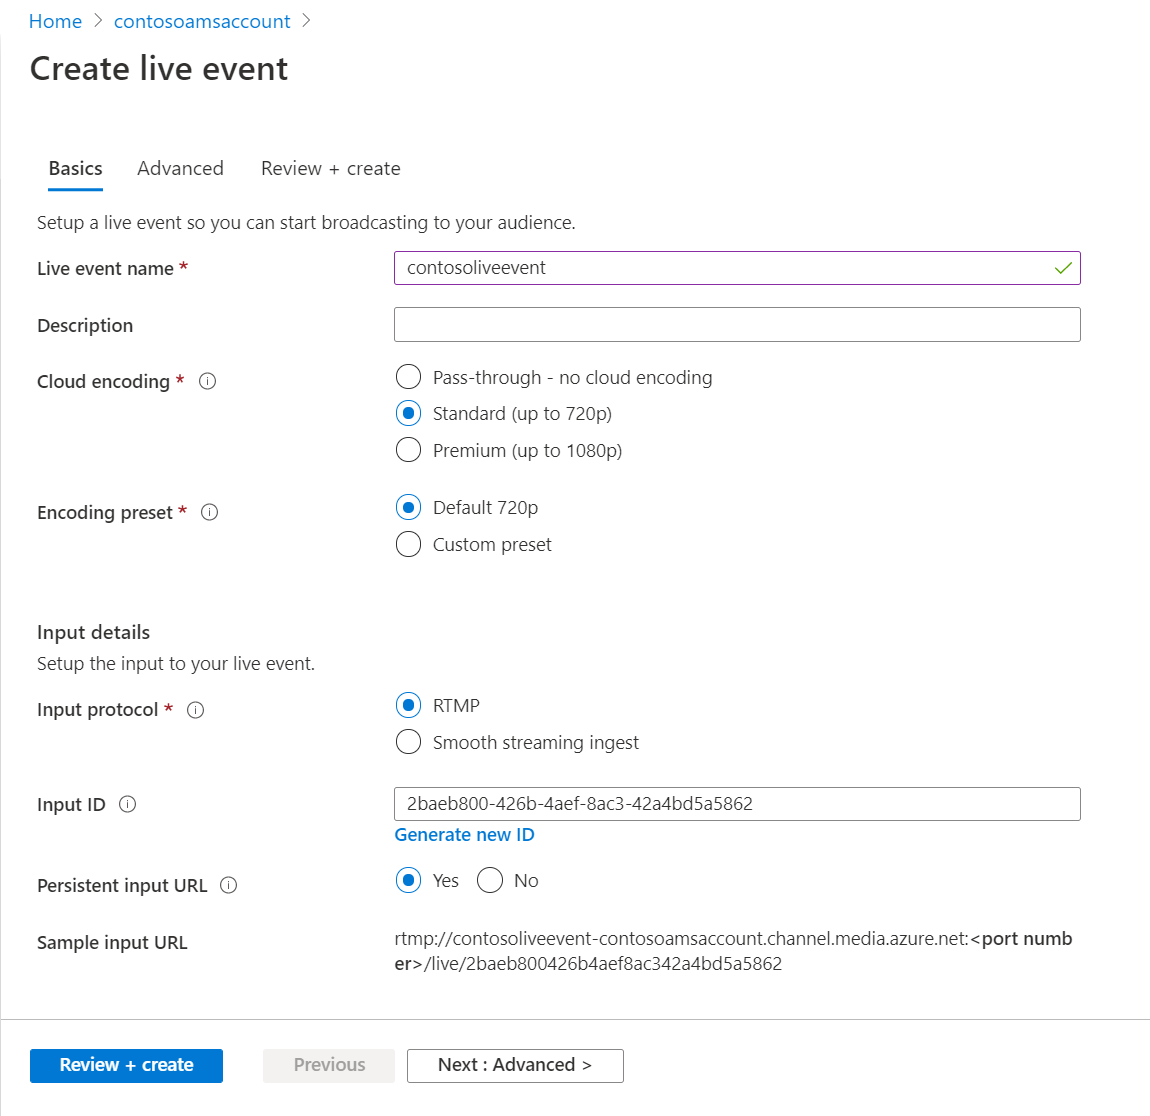 Home > contosoamsaccount >
Create live event
Basics Advanced Review + create
Setup a live event so you can start broadcasting to your audience.
Live event name * contosoliveevent
Description
Cloud encoding * Pass-through - no cloud encoding
Standard (up to 720p)
Premium (up to 1080p)
Encoding preset * Default 720p
Custom preset
Input details
Setup the input to your live event.
Input protocol * RTMP
Smooth streaming ingest
Input ID 2baeb800-426b-4aef-8ac3-42a4bd5a5862
Generate new ID
Persistent input URL Yes No
Sample input URL rtmp://contosoliveevent-contosoamsaccount.channel.media.azure.net:<port numb
er>/live/2baeb800426b4aef8ac342a4bd5a5862
Review + create Previous Next : Advanced >